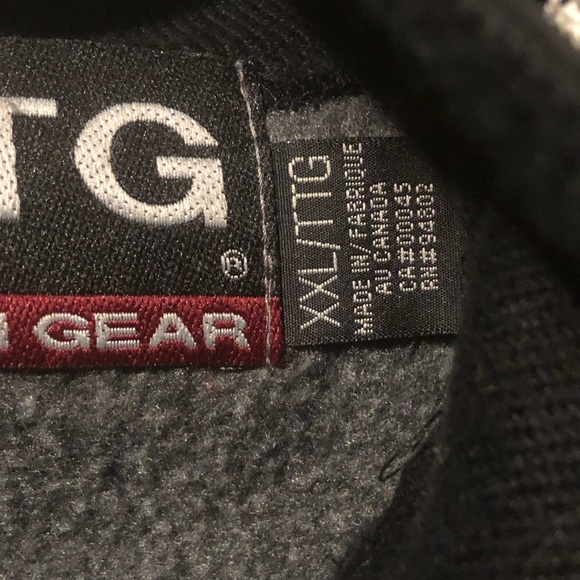 TG
®
GEAR
XXL/TTG
MADE IN/FABRIQUE
AU CANADA
CA#00045
RN#94802